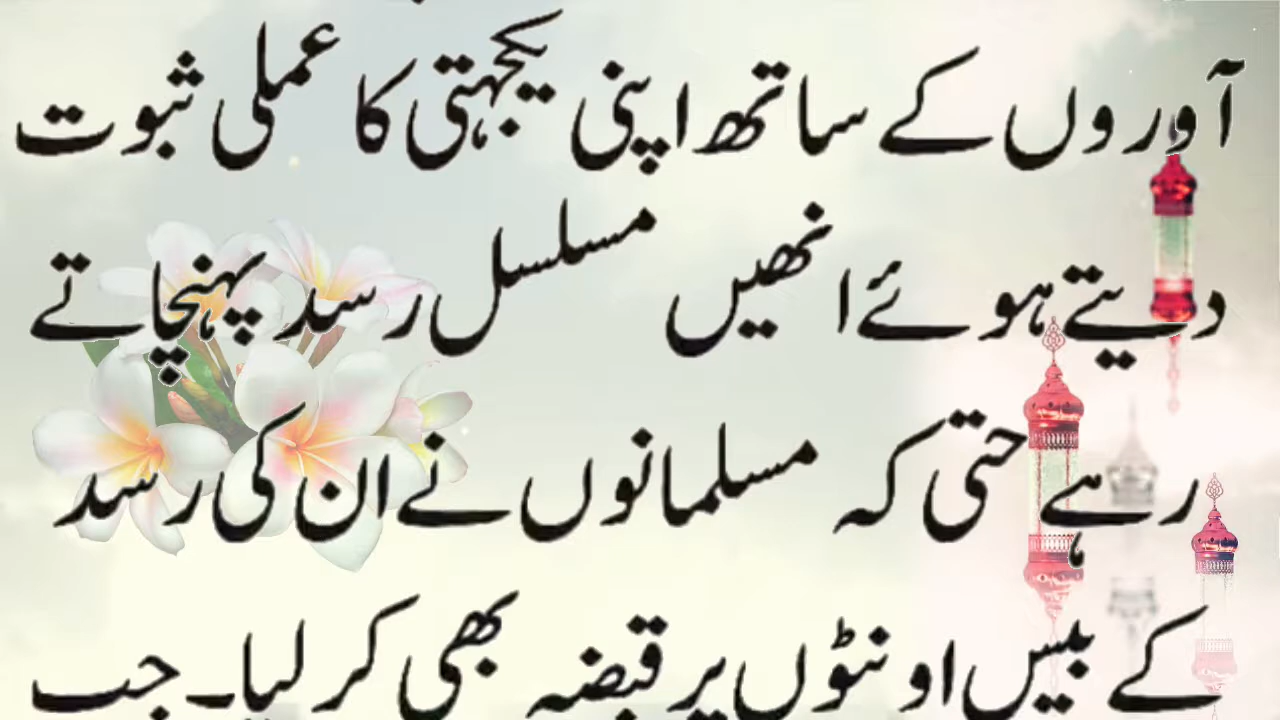 آوروں کے ساتھ اپنی یکجہتی کا عملی ثبوت
دیتے ہوئے انھیں مسلسل رسد پہنچاتے
رہے حتی کہ مسلمانوں نے ان کی رسد
کے بیس اونٹوں پر قبضہ بھی کر لیا۔ جب